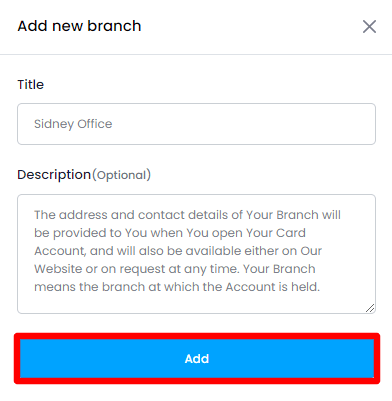 Add new branch
Title
Sidney Office
Description(Optional)
The address and contact details of Your Branch will
be provided to You when You open Your Card
Account, and will also be available either on Our
Website or on request at any time. Your Branch
means the branch at which the Account is held.
Add